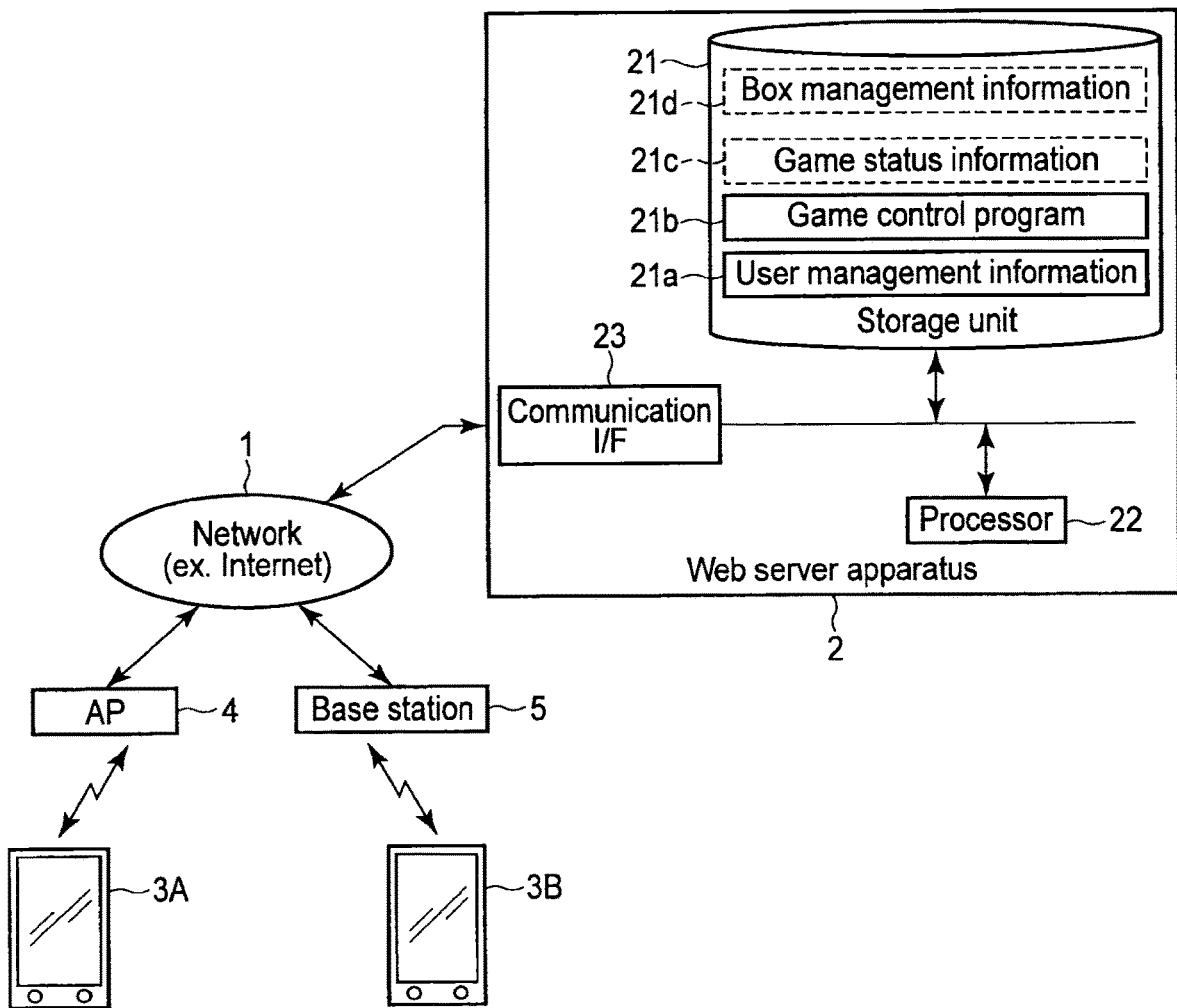 21
Box management information
21d
21c
Game status information
21b
Game control program
21a
User management information
Storage unit
23
Communication
I/F
1
Network
(ex. Internet)
Processor
22
Web server apparatus
2
AP
4
Base station
5
3A
3B